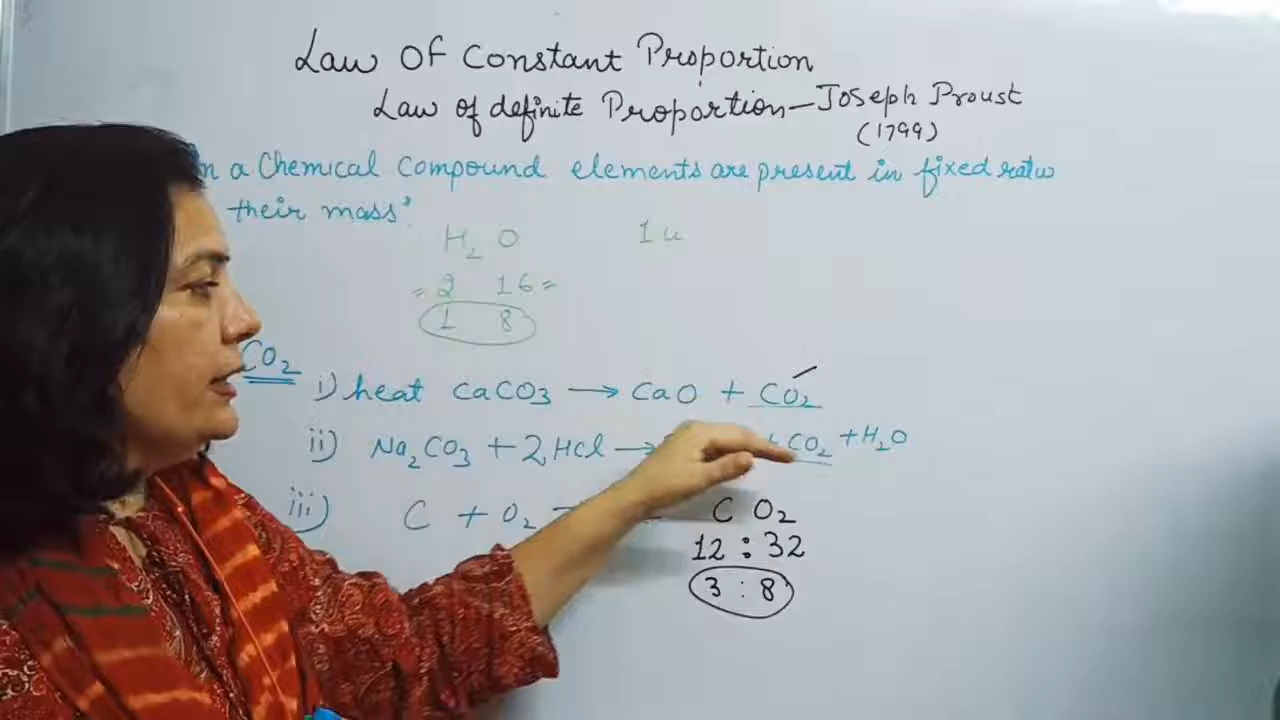 Law Of Constant Proportion
Law of definite Proportion — Joseph Proust
(1799)
n a Chemical Compound elements are present in fixed ratio
their mass"
H₂O 1u
= 2 16 =
1 8
CO₂
i) heat CaCO₃ → CaO + CO₂
ii) Na₂CO₃ + 2HCl → + CO₂ + H₂O
iii) C + O₂
C O₂
12 : 32
3 : 8